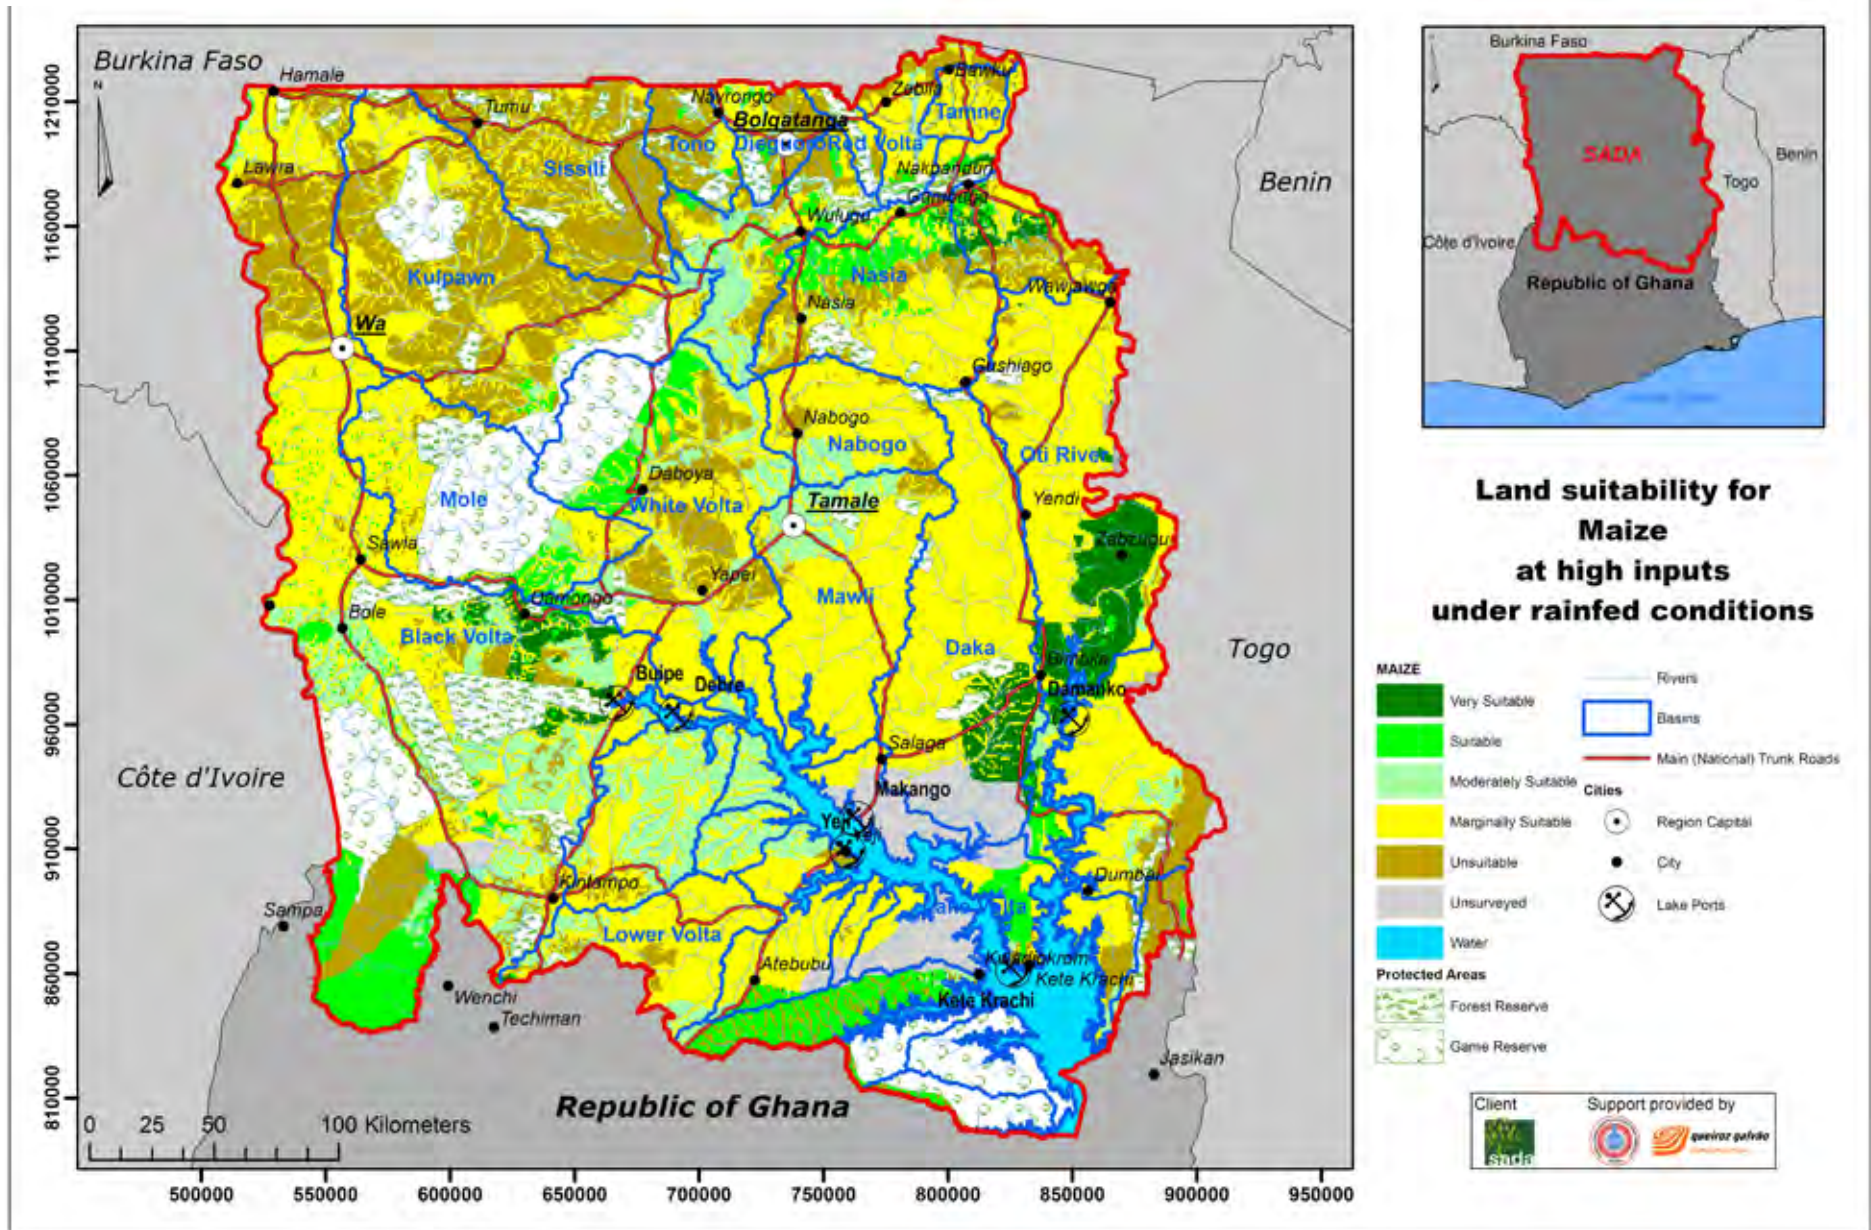 Burkina Faso
Hamale
Tumu
Navrongo
Zebila
Bawku
Bolgatanga
Tamne
Tono
Red Volta
Sissili
Lawra
Nakpanduri
Gambaga
Wulugu
Benin
Kulpawn
Nasia
Wawjawga
Nasia
Wa
Gushiago
Nabogo
Nabogo
Oti River
Daboya
Mole
White Volta
Tamale
Yendi
Sawla
Zabzugu
Yapei
Damongo
Mawli
Bole
Black Volta
Daka
Togo
Bimbila
Buipe
Debre
Damanko
Salaga
Côte d'Ivoire
Makango
Yeji
Yeji
Dumbai
Kintampo
Sampa
Lower Volta
Atebubu
Kete Krachi
Kete Krachi
Wenchi
Techiman
Jasikan
Republic of Ghana
0 25 50 100 Kilometers
1210000
1160000
1110000
1060000
1010000
960000
910000
860000
810000
500000 550000 600000 650000 700000 750000 800000 850000 900000 950000
N
Burkina Faso
SADA
Benin
Togo
Côte d'Ivoire
Republic of Ghana
Land suitability for
Maize
at high inputs
under rainfed conditions
MAIZE
Very Suitable
Suitable
Moderately Suitable
Marginally Suitable
Unsuitable
Unsurveyed
Water
Protected Areas
Forest Reserve
Game Reserve
Rivers
Basins
Main (National) Trunk Roads
Cities
Region Capital
City
Lake Ports
Client
Support provided by
sada
queiroz galvão